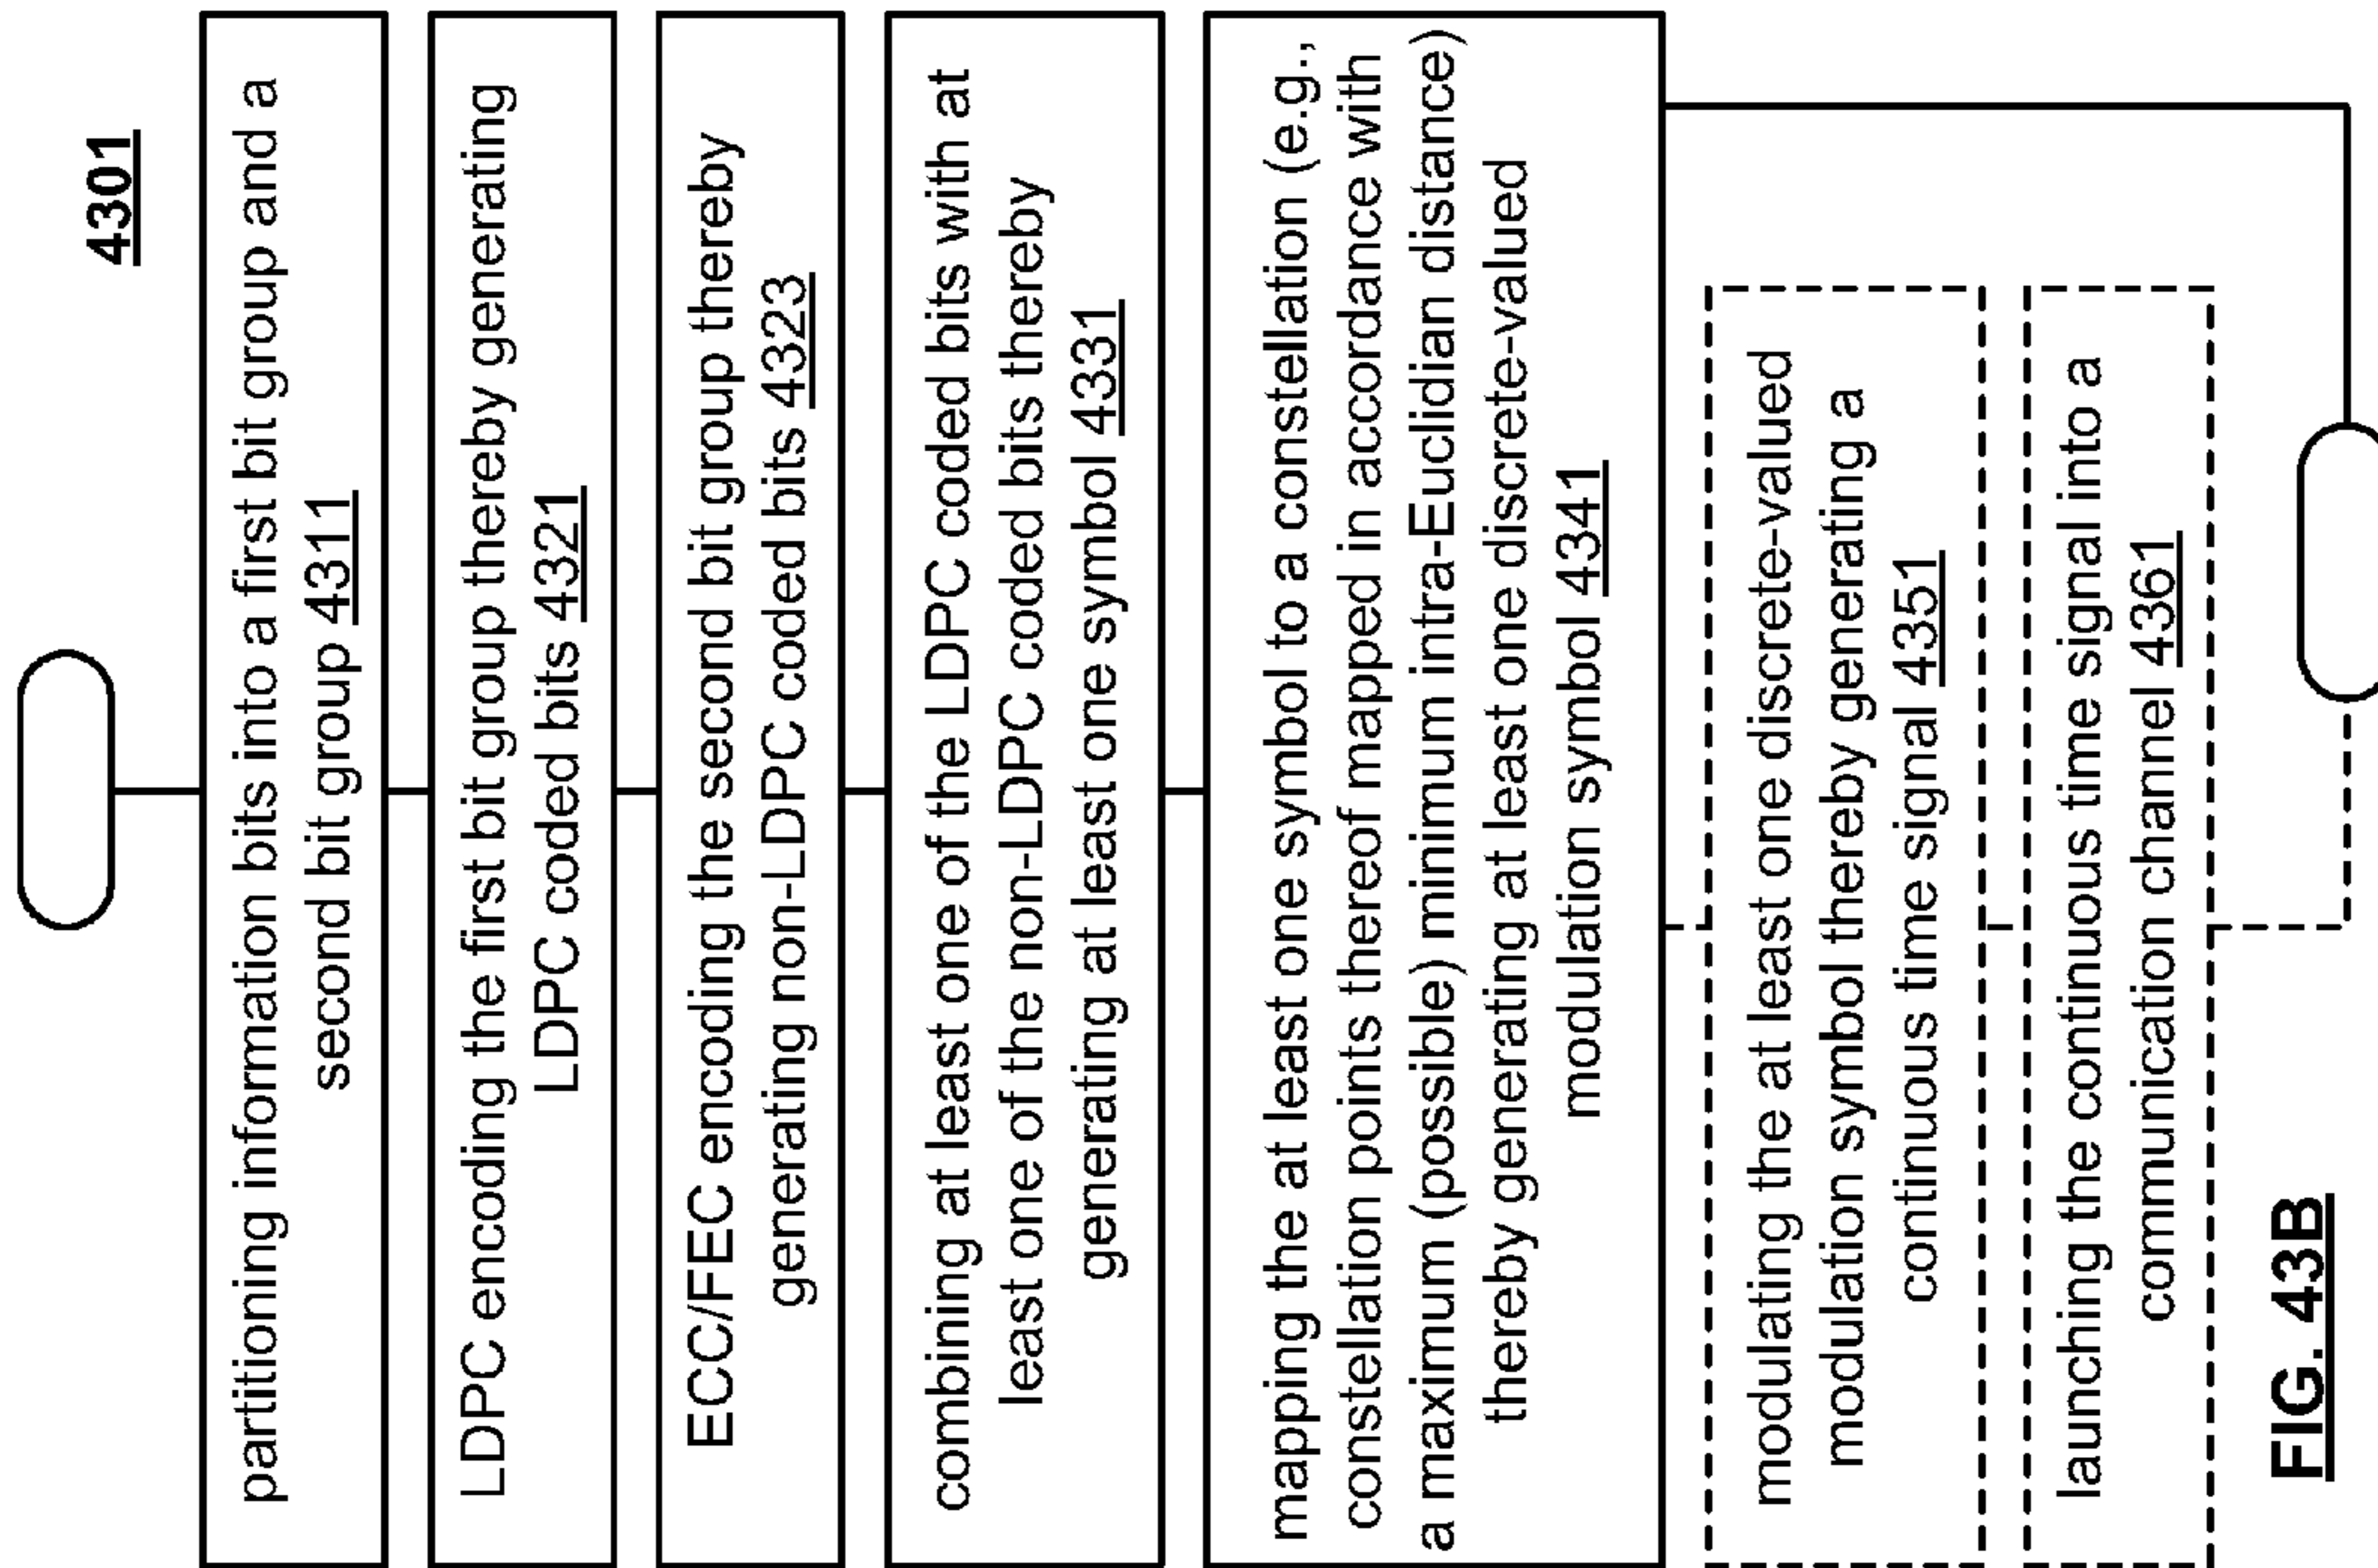 4301
partitioning information bits into a first bit group and a
second bit group 4311
LDPC encoding the first bit group thereby generating
LDPC coded bits 4321
ECC/FEC encoding the second bit group thereby
generating non-LDPC coded bits 4323
combining at least one of the LDPC coded bits with at
least one of the non-LDPC coded bits thereby
generating at least one symbol 4331
mapping the at least one symbol to a constellation (e.g.,
constellation points thereof mapped in accordance with
a maximum (possible) minimum intra-Euclidian distance)
thereby generating at least one discrete-valued
modulation symbol 4341
modulating the at least one discrete-valued
modulation symbol thereby generating a
continuous time signal 4351
launching the continuous time signal into a
communication channel 4361
FIG. 43B